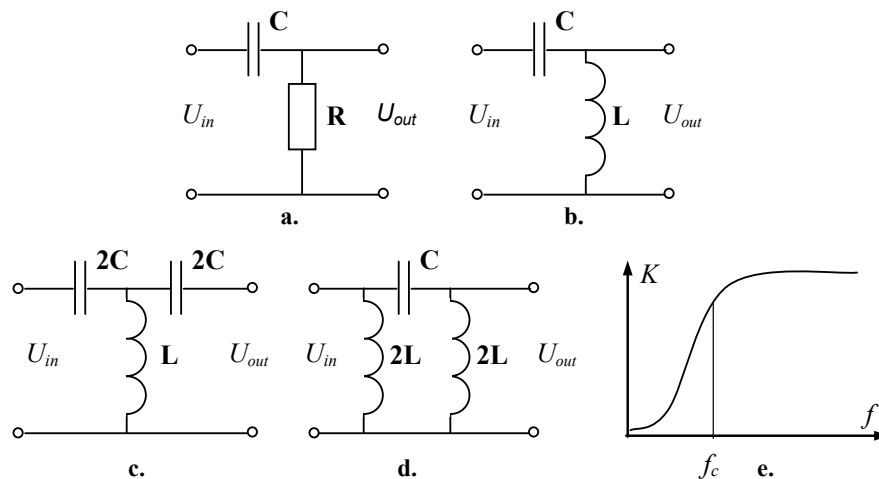 C
C
U_in
R
U_out
U_in
L
U_out
a.
b.
2C 2C
C
K
U_in
L
U_out
U_in
2L
2L
U_out
f
c.
d.
f_c
e.